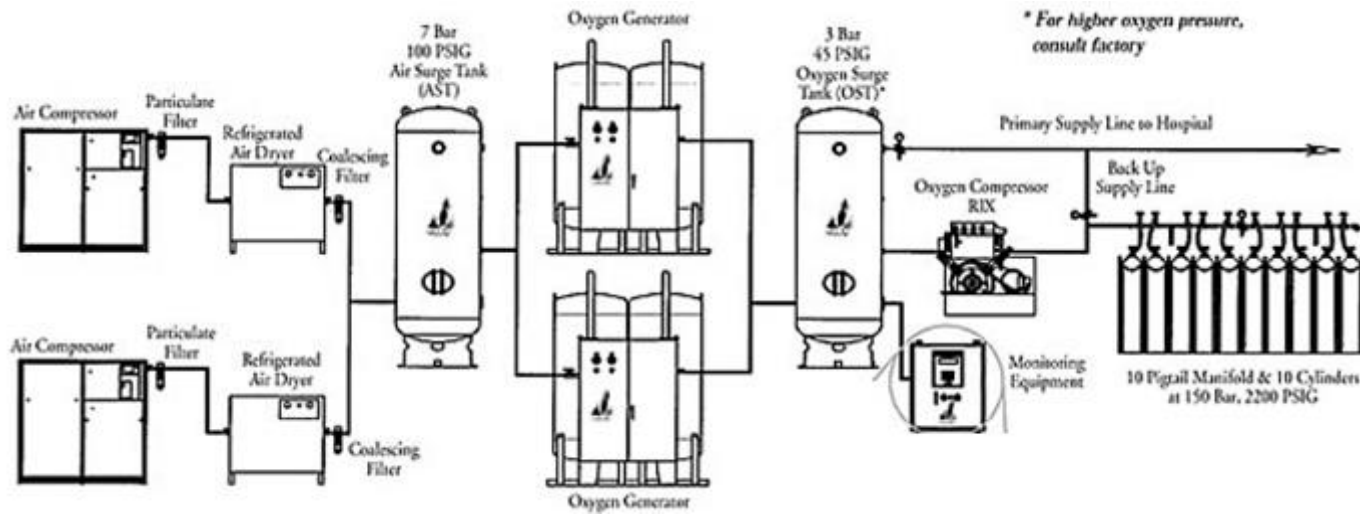 Oxygen Generator
* For higher oxygen pressure,
consult factory
7 Bar
100 PSIG
Air Surge Tank
(AST)
3 Bar
45 PSIG
Oxygen Surge
Tank (OST)*
Air Compressor
Particulate
Filter
Refrigerated
Air Dryer
Coalescing
Filter
Primary Supply Line to Hospital
Back Up
Supply Line
Oxygen Compressor
RIX
Air Compressor
Particulate
Filter
Refrigerated
Air Dryer
Coalescing
Filter
Monitoring
Equipment
10 Pigtail Manifold & 10 Cylinders
at 150 Bar, 2200 PSIG
Oxygen Generator